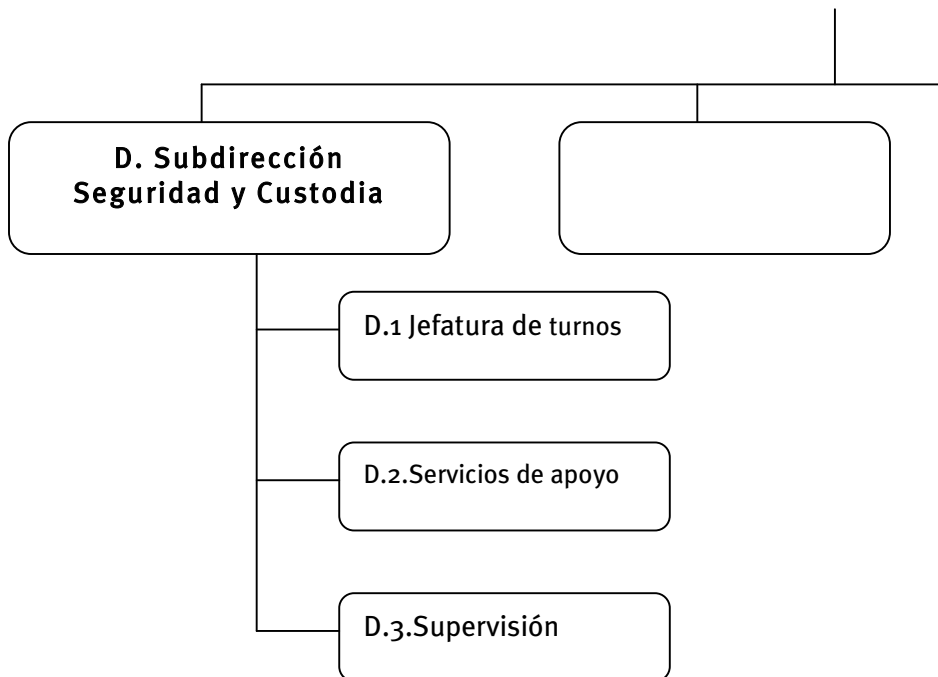 D. Subdirección
Seguridad y Custodia
D.1 Jefatura de turnos
D.2.Servicios de apoyo
D.3.Supervisión